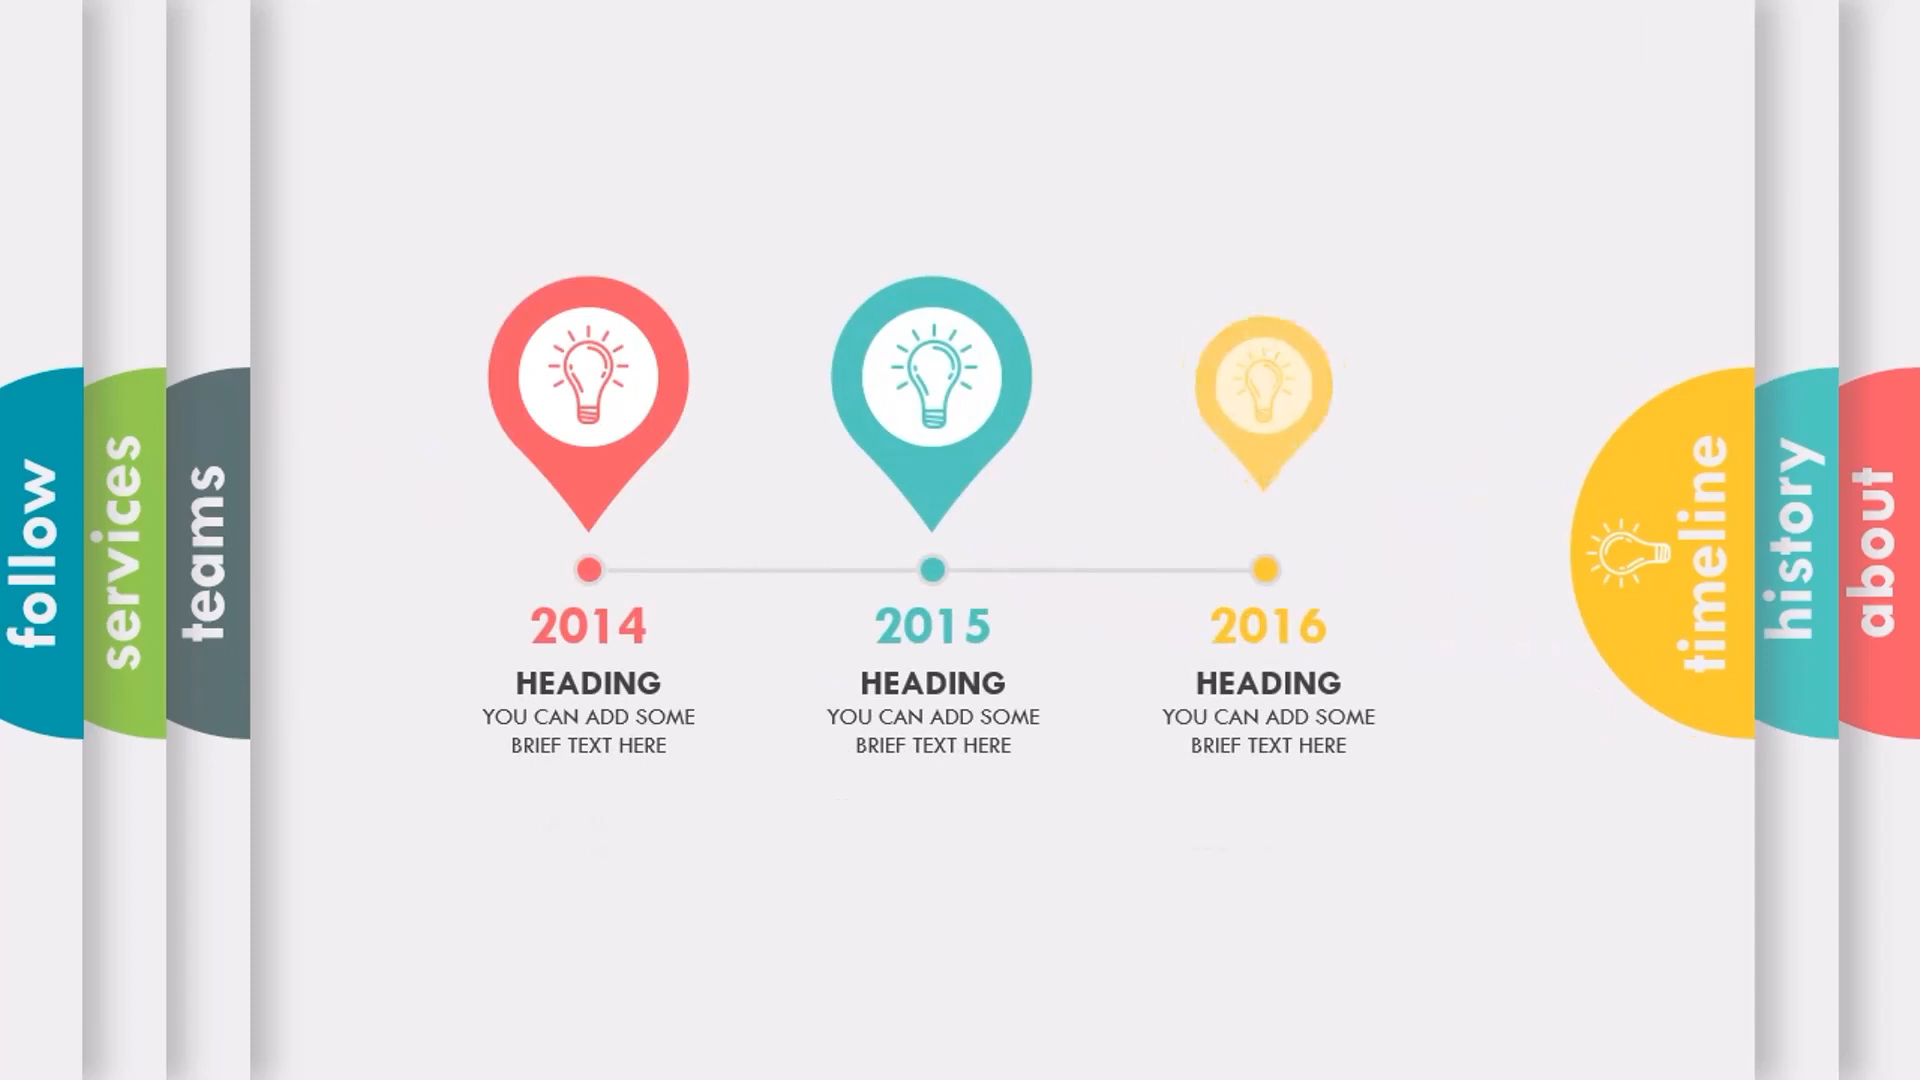 follow
services
teams
2014
HEADING
YOU CAN ADD SOME
BRIEF TEXT HERE
2015
HEADING
YOU CAN ADD SOME
BRIEF TEXT HERE
2016
HEADING
YOU CAN ADD SOME
BRIEF TEXT HERE
timeline
history
about